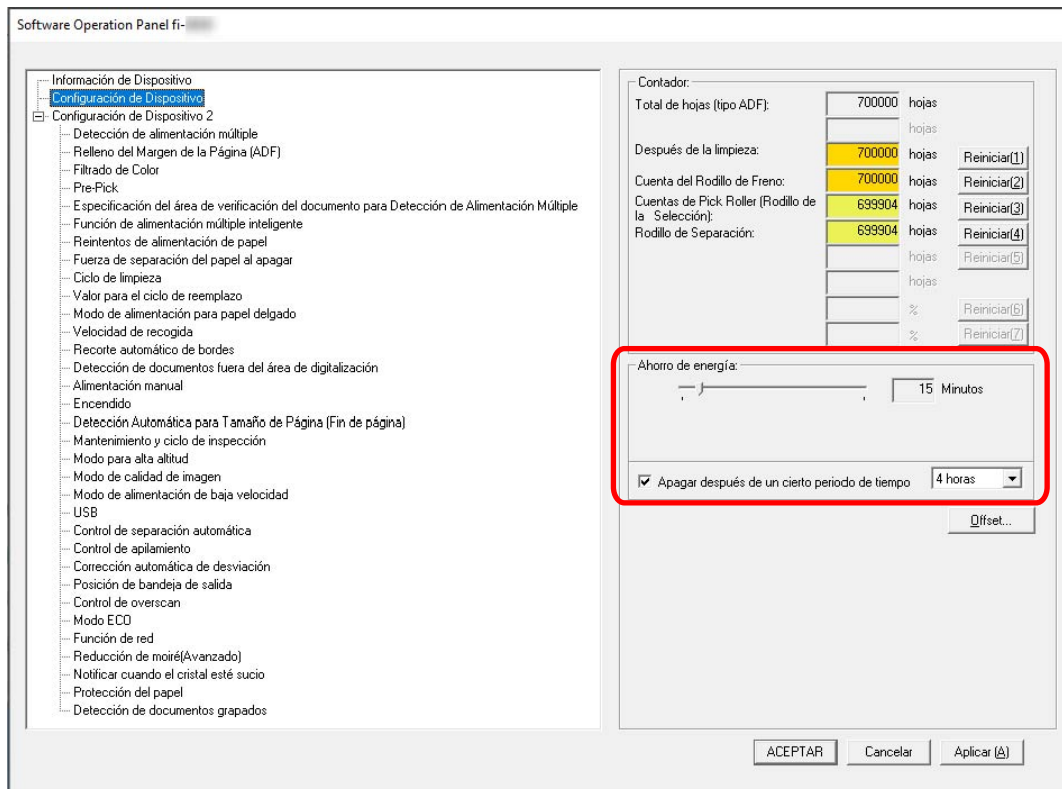 Software Operation Panel fi-
Información de Dispositivo
Configuración de Dispositivo
Configuración de Dispositivo 2
Detección de alimentación múltiple
Relleno del Margen de la Página (ADF)
Filtrado de Color
Pre-Pick
Especificación del área de verificación del documento para Detección de Alimentación Múltiple
Función de alimentación múltiple inteligente
Reintentos de alimentación de papel
Fuerza de separación del papel al apagar
Ciclo de limpieza
Valor para el ciclo de reemplazo
Modo de alimentación para papel delgado
Velocidad de recogida
Recorte automático de bordes
Detección de documentos fuera del área de digitalización
Alimentación manual
Encendido
Detección Automática para Tamaño de Página (Fin de página)
Mantenimiento y ciclo de inspección
Modo para alta altitud
Modo de calidad de imagen
Modo de alimentación de baja velocidad
USB
Control de separación automática
Control de apilamiento
Corrección automática de desviación
Posición de bandeja de salida
Control de overscan
Modo ECO
Función de red
Reducción de moiré(Avanzado)
Notificar cuando el cristal esté sucio
Protección del papel
Detección de documentos grapados
Contador:
Total de hojas (tipo ADF): 700000 hojas
hojas
Después de la limpieza: 700000 hojas Reiniciar(1)
Cuenta del Rodillo de Freno: 700000 hojas Reiniciar(2)
Cuentas de Pick Roller (Rodillo de
la Selección): 699904 hojas Reiniciar(3)
Rodillo de Separación: 699904 hojas Reiniciar(4)
hojas Reiniciar(5)
hojas
% Reiniciar(6)
% Reiniciar(7)
Ahorro de energía:
15 Minutos
Apagar después de un cierto periodo de tiempo 4 horas
Offset...
ACEPTAR Cancelar Aplicar (A)